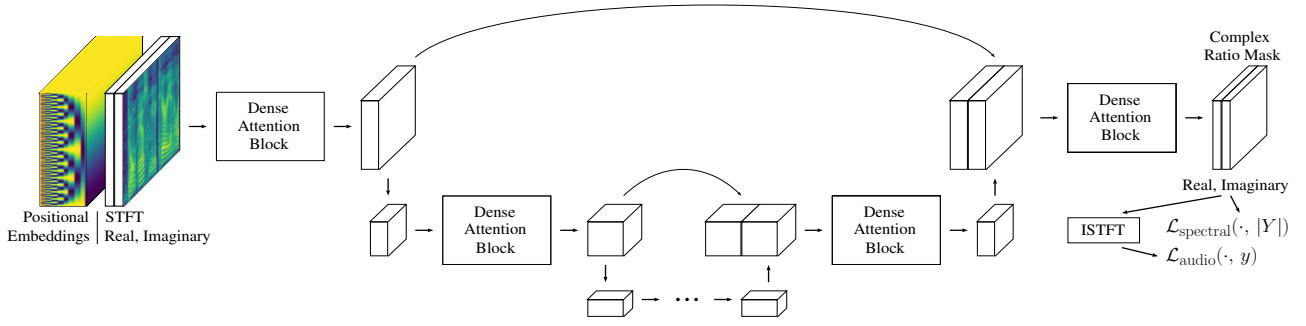 Complex
Ratio Mask
Dense
Attention
Block
Dense
Attention
Block
Real, Imaginary
Positional
Embeddings
STFT
Real, Imaginary
Dense
Attention
Block
Dense
Attention
Block
ISTFT
ℒspectral(·, |Y|)
ℒaudio(·, y)
...